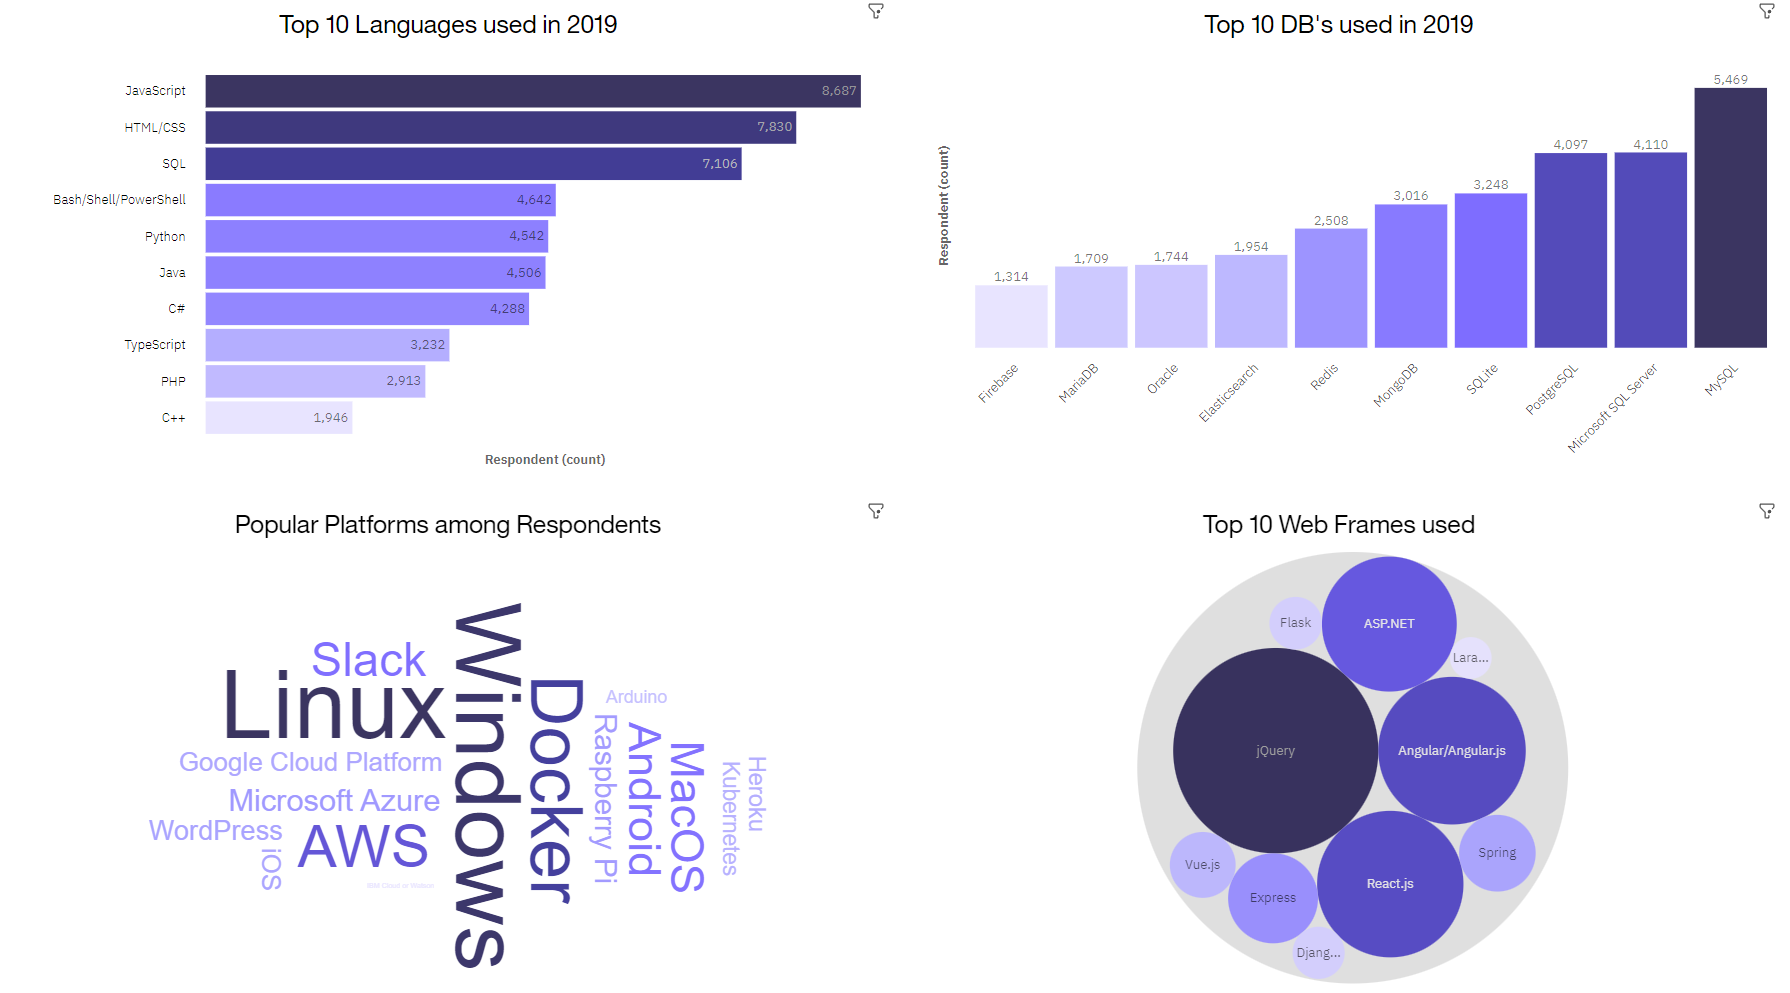 Top 10 Languages used in 2019
JavaScript
8,687
HTML/CSS
7,830
SQL
7,106
Bash/Shell/PowerShell
4,642
Python
4,542
Java
4,506
C#
4,288
TypeScript
3,232
PHP
2,913
C++
1,946
Respondent (count)
Top 10 DB's used in 2019
Respondent (count)
1,314
1,709
1,744
1,954
2,508
3,016
3,248
4,097
4,110
5,469
Firebase
MariaDB
Oracle
Elasticsearch
Redis
MongoDB
SQLite
PostgreSQL
Microsoft SQL Server
MySQL
Popular Platforms among Respondents
Slack
Linux
Google Cloud Platform
Microsoft Azure
WordPress
iOS
AWS
IBM Cloud or Watson
Windows
Docker
Arduino
Raspberry Pi
Android
MacOS
Kubernetes
Heroku
Top 10 Web Frames used
ASP.NET
Flask
Lara...
jQuery
Angular/Angular.js
Vue.js
Express
React.js
Spring
Djang...